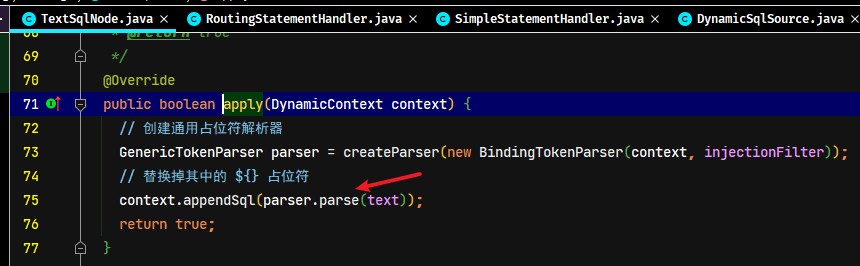 TextSqlNode.java × RoutingStatementHandler.java × SimpleStatementHandler.java × DynamicSqlSource.java ×
68 * @return true
69 */
70 @Override
71 public boolean apply(DynamicContext context) {
72 // 创建通用占位符解析器
73 GenericTokenParser parser = createParser(new BindingTokenParser(context, injectionFilter));
74 // 替换掉其中的 ${} 占位符
75 context.appendSql(parser.parse(text));
76 return true;
77 }